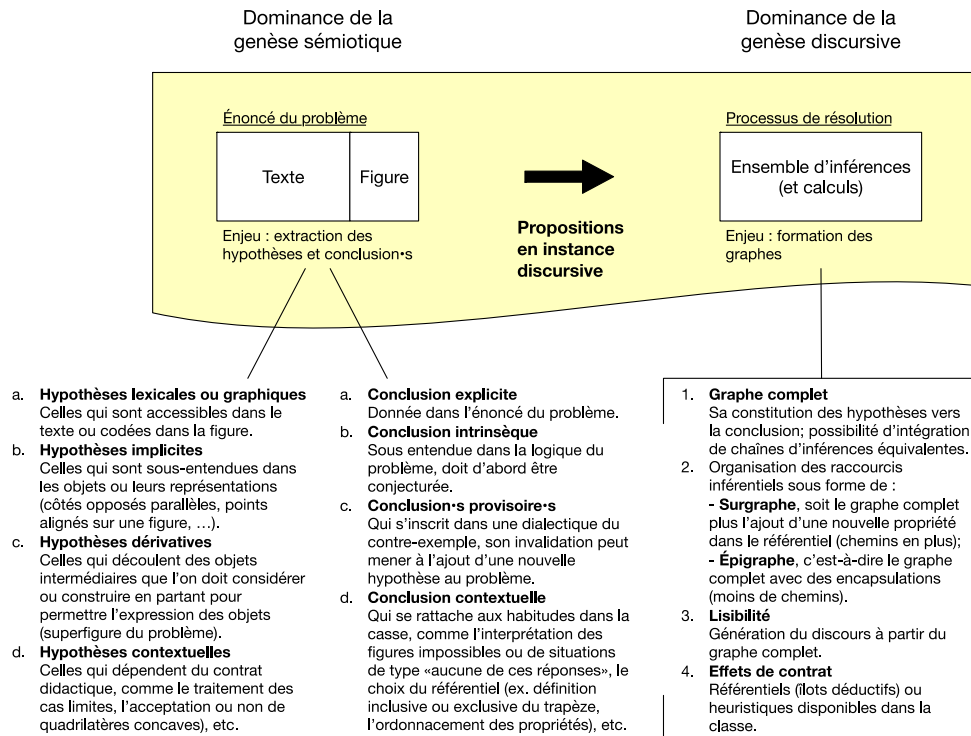 Dominance de la
genèse sémiotique
Dominance de la
genèse discursive
Énoncé du problème
Texte
Figure
Enjeu : extraction des
hypothèses et conclusion•s
Propositions
en instance
discursive
Processus de résolution
Ensemble d'inférences
(et calculs)
Enjeu : formation des
graphes
a. Hypothèses lexicales ou graphiques
Celles qui sont accessibles dans le
texte ou codées dans la figure.
b. Hypothèses implicites
Celles qui sont sous-entendues dans
les objets ou leurs représentations
(côtés opposés parallèles, points
alignés sur une figure, …).
c. Hypothèses dérivatives
Celles qui découlent des objets
intermédiaires que l'on doit considérer
ou construire en partant pour
permettre l'expression des objets
(superfigure du problème).
d. Hypothèses contextuelles
Celles qui dépendent du contrat
didactique, comme le traitement des
cas limites, l'acceptation ou non de
quadrilatères concaves), etc.
a. Conclusion explicite
Donnée dans l'énoncé du problème.
b. Conclusion intrinsèque
Sous entendue dans la logique du
problème, doit d'abord être
conjecturée.
c. Conclusion•s provisoire•s
Qui s'inscrit dans une dialectique du
contre-exemple, son invalidation peut
mener à l'ajout d'une nouvelle
hypothèse au problème.
d. Conclusion contextuelle
Qui se rattache aux habitudes dans la
casse, comme l'interprétation des
figures impossibles ou de situations
de type «aucune de ces réponses», le
choix du référentiel (ex. définition
inclusive ou exclusive du trapèze,
l'ordonnacement des propriétés), etc.
1. Graphe complet
Sa constitution des hypothèses vers
la conclusion; possibilité d'intégration
de chaînes d'inférences équivalentes.
2. Organisation des raccourcis
inférentiels sous forme de :
- Surgraphe, soit le graphe complet
plus l'ajout d'une nouvelle propriété
dans le référentiel (chemins en plus);
- Épigraphe, c'est-à-dire le graphe
complet avec des encapsulations
(moins de chemins).
3. Lisibilité
Génération du discours à partir du
graphe complet.
4. Effets de contrat
Référentiels (îlots déductifs) ou
heuristiques disponibles dans la
classe.